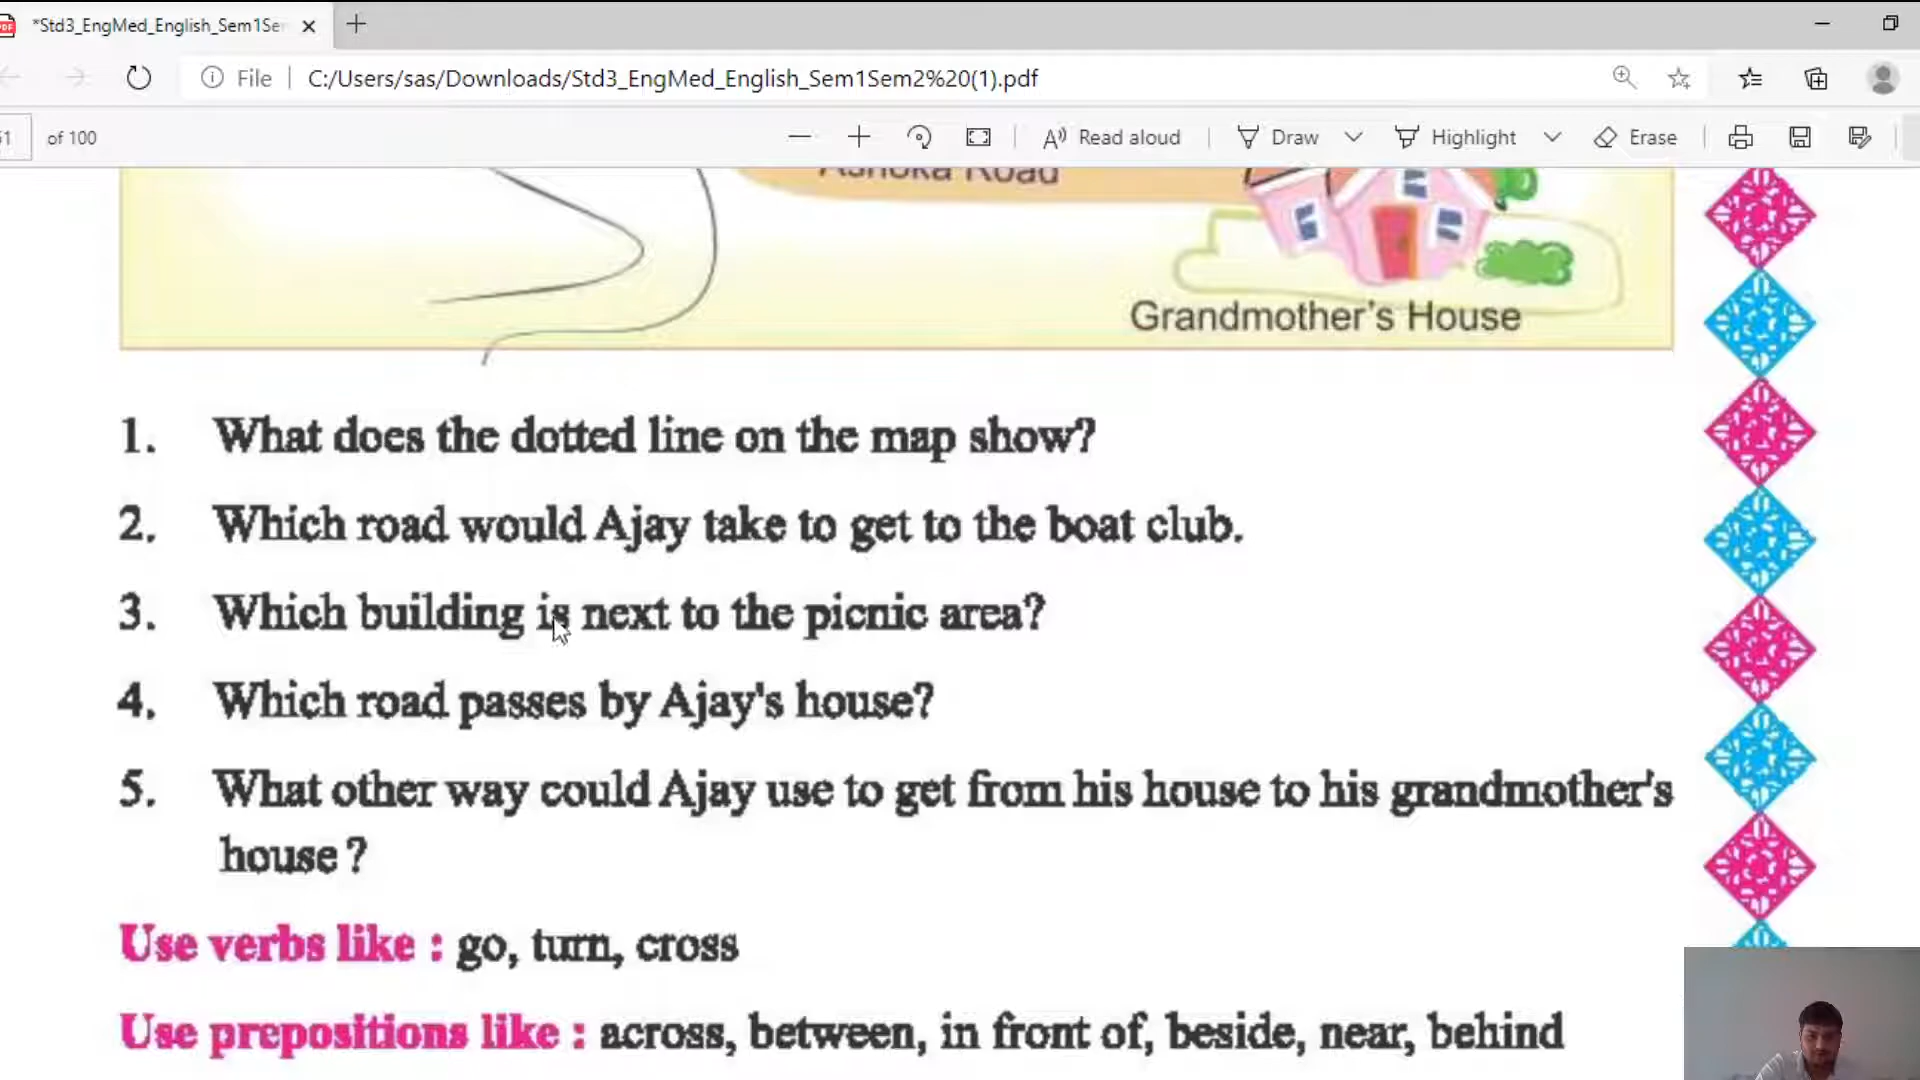 *Std3_EngMed_English_Sem1Se
File C:/Users/sas/Downloads/Std3_EngMed_English_Sem1Sem2%20(1).pdf
of 100
Read aloud Draw Highlight Erase
Ashoka Road
Grandmother's House
1. What does the dotted line on the map show?
2. Which road would Ajay take to get to the boat club.
3. Which building is next to the picnic area?
4. Which road passes by Ajay's house?
5. What other way could Ajay use to get from his house to his grandmother's
house ?
Use verbs like : go, turn, cross
Use prepositions like : across, between, in front of, beside, near, behind